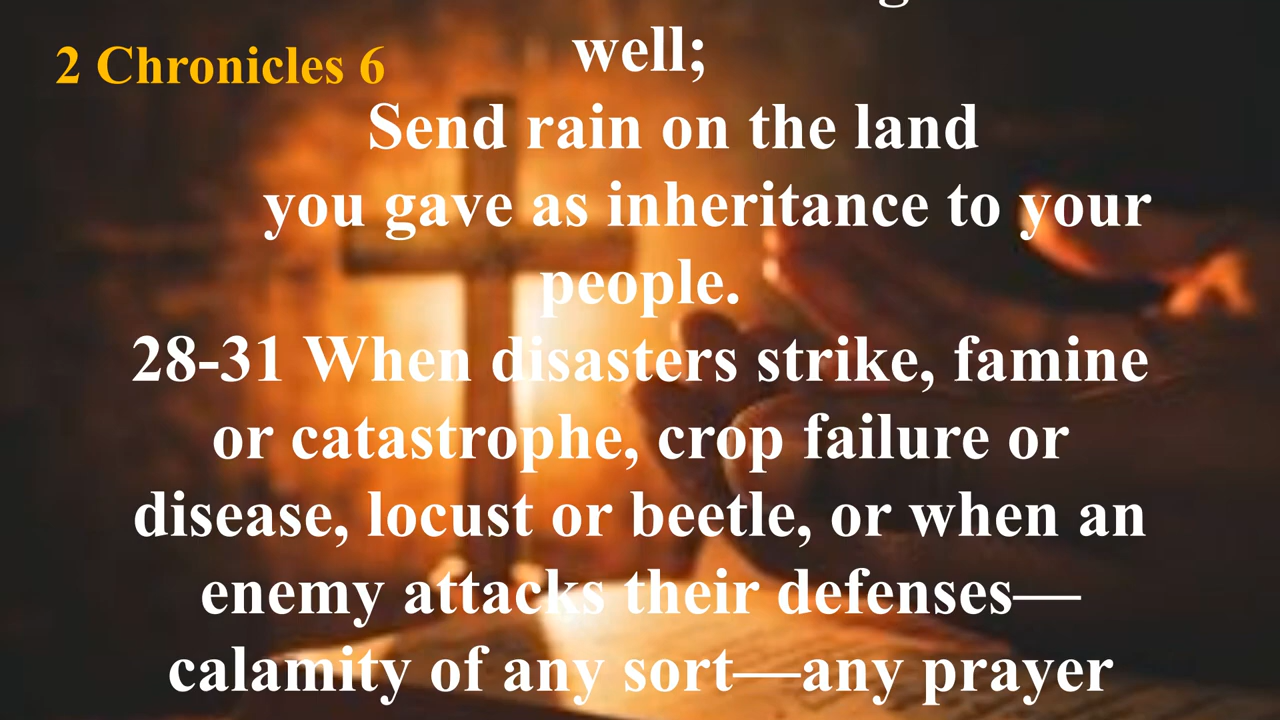 2 Chronicles 6
well;
Send rain on the land
you gave as inheritance to your
people.
28-31 When disasters strike, famine
or catastrophe, crop failure or
disease, locust or beetle, or when an
enemy attacks their defenses—
calamity of any sort—any prayer